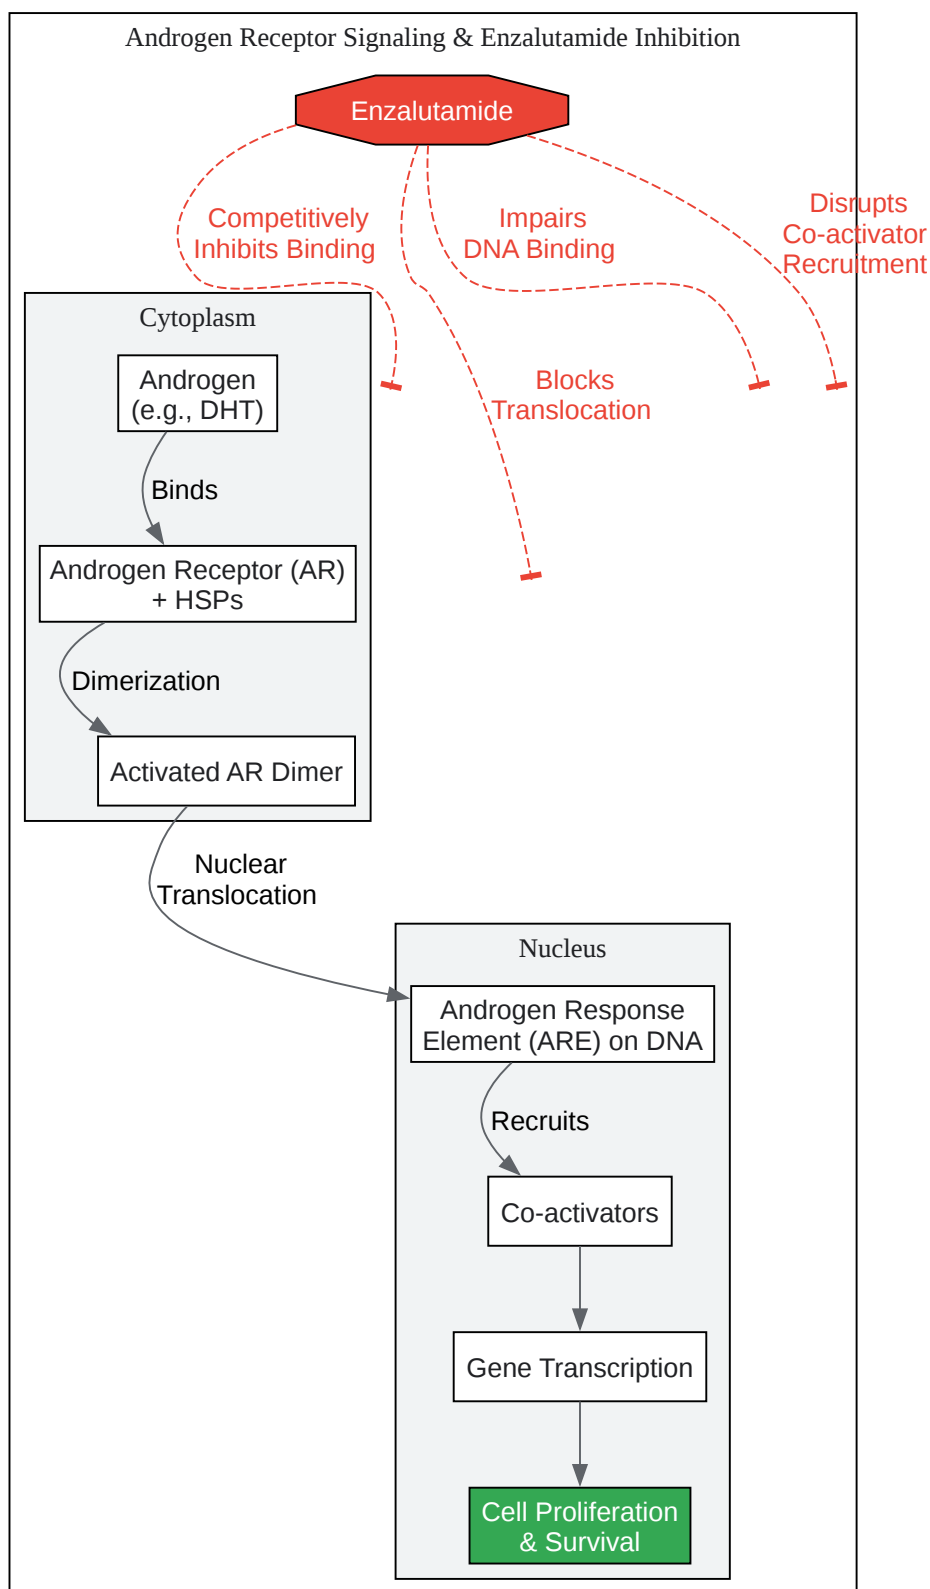 Androgen Receptor Signaling & Enzalutamide Inhibition
Enzalutamide
Competitively
Inhibits Binding
Impairs
DNA Binding
Disrupts
Co-activator
Recruitment
Blocks
Translocation
Cytoplasm
Androgen
(e.g., DHT)
Binds
Androgen Receptor (AR)
+ HSPs
Dimerization
Activated AR Dimer
Nuclear
Translocation
Nucleus
Androgen Response
Element (ARE) on DNA
Recruits
Co-activators
Gene Transcription
Cell Proliferation
& Survival